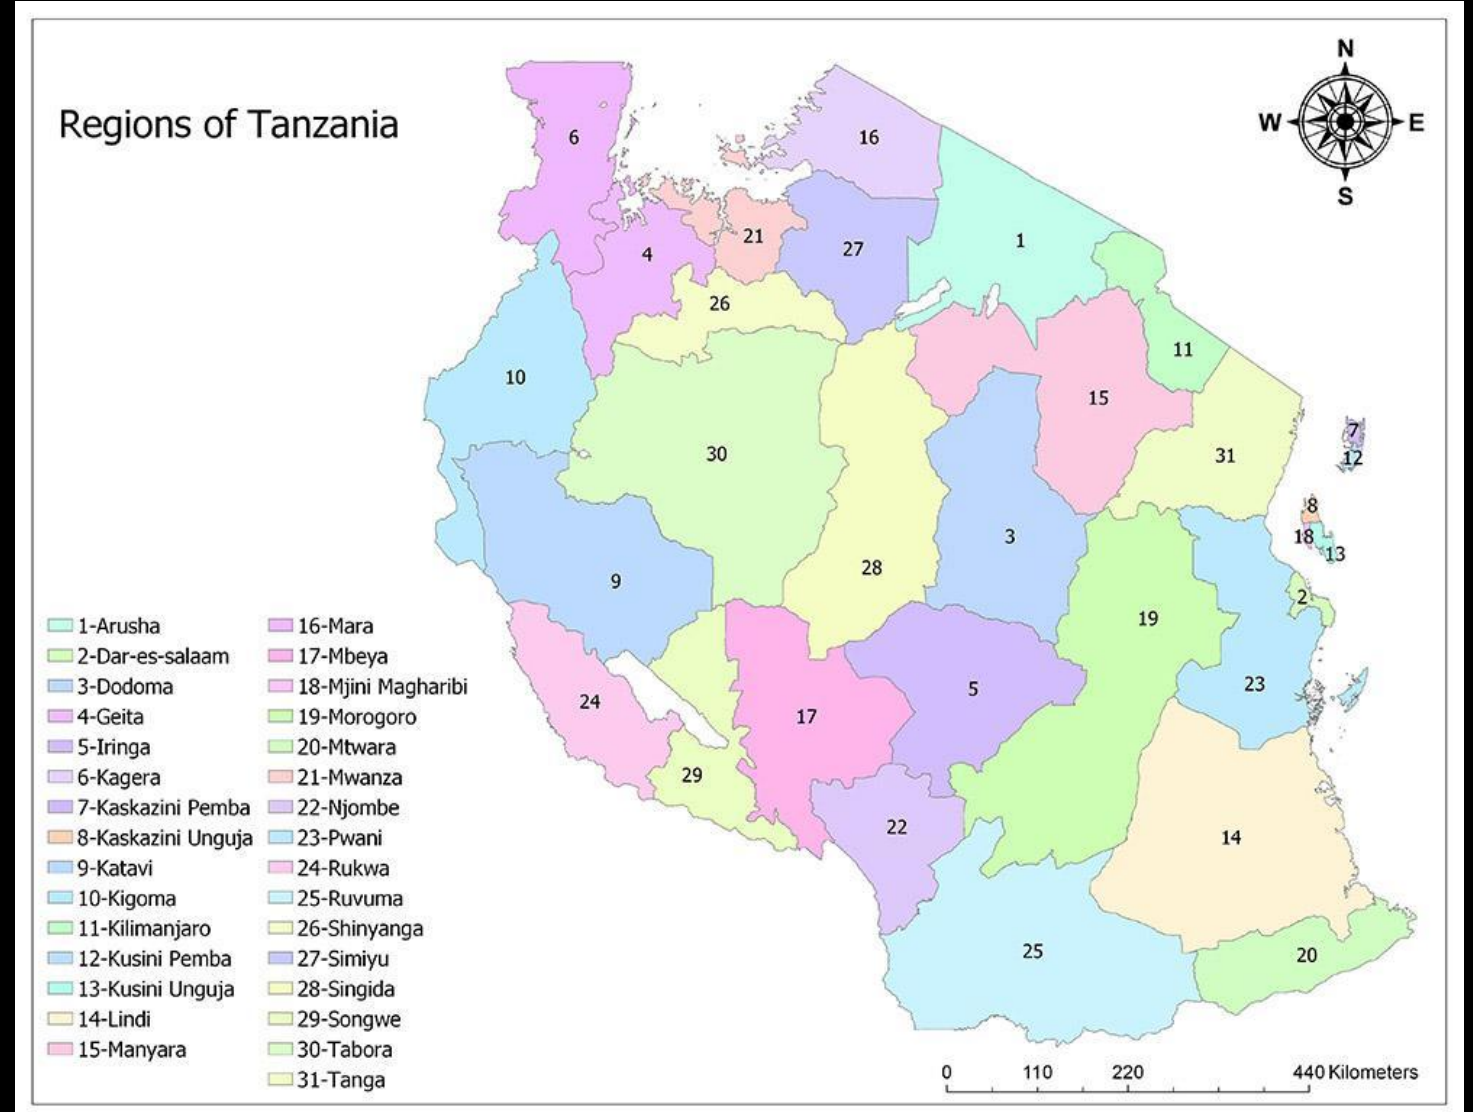 Regions of Tanzania
N
W E
S
6
16
1
4
21
27
26
11
10
15
7
12
30
31
8
18
13
3
28
9
2
19
23
5
24
17
29
22
14
25
20
1-Arusha
2-Dar-es-salaam
3-Dodoma
4-Geita
5-Iringa
6-Kagera
7-Kaskazini Pemba
8-Kaskazini Unguja
9-Katavi
10-Kigoma
11-Kilimanjaro
12-Kusini Pemba
13-Kusini Unguja
14-Lindi
15-Manyara
16-Mara
17-Mbeya
18-Mjini Magharibi
19-Morogoro
20-Mtwara
21-Mwanza
22-Njombe
23-Pwani
24-Rukwa
25-Ruvuma
26-Shinyanga
27-Simiyu
28-Singida
29-Songwe
30-Tabora
31-Tanga
0 110 220 440 Kilometers